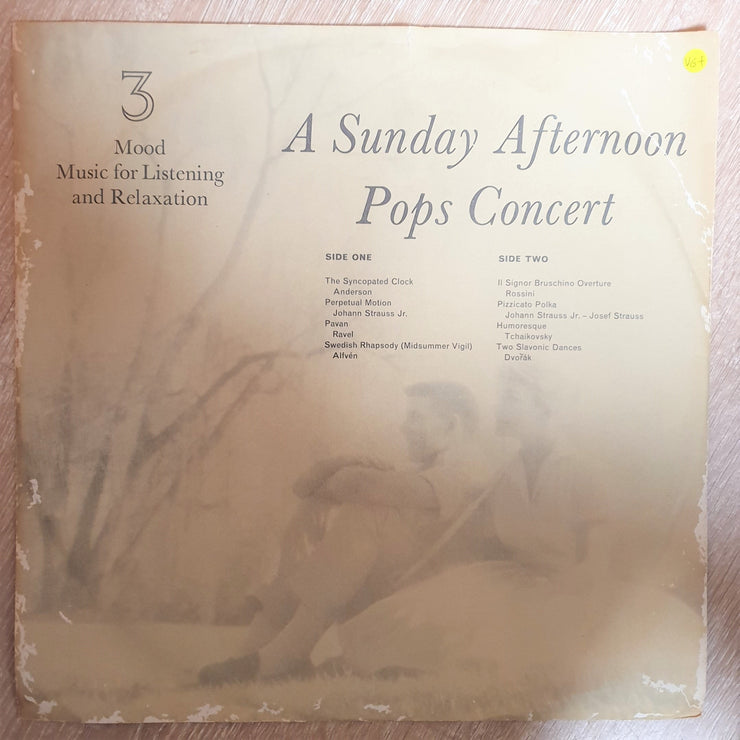 3
Mood
Music for Listening
and Relaxation
A Sunday Afternoon
Pops Concert
SIDE ONE
The Syncopated Clock
Anderson
Perpetual Motion
Johann Strauss Jr.
Pavan
Ravel
Swedish Rhapsody (Midsummer Vigil)
Alfvén
SIDE TWO
Il Signor Bruschino Overture
Rossini
Pizzicato Polka
Johann Strauss Jr. – Josef Strauss
Humoresque
Tchaikovsky
Two Slavonic Dances
Dvořák